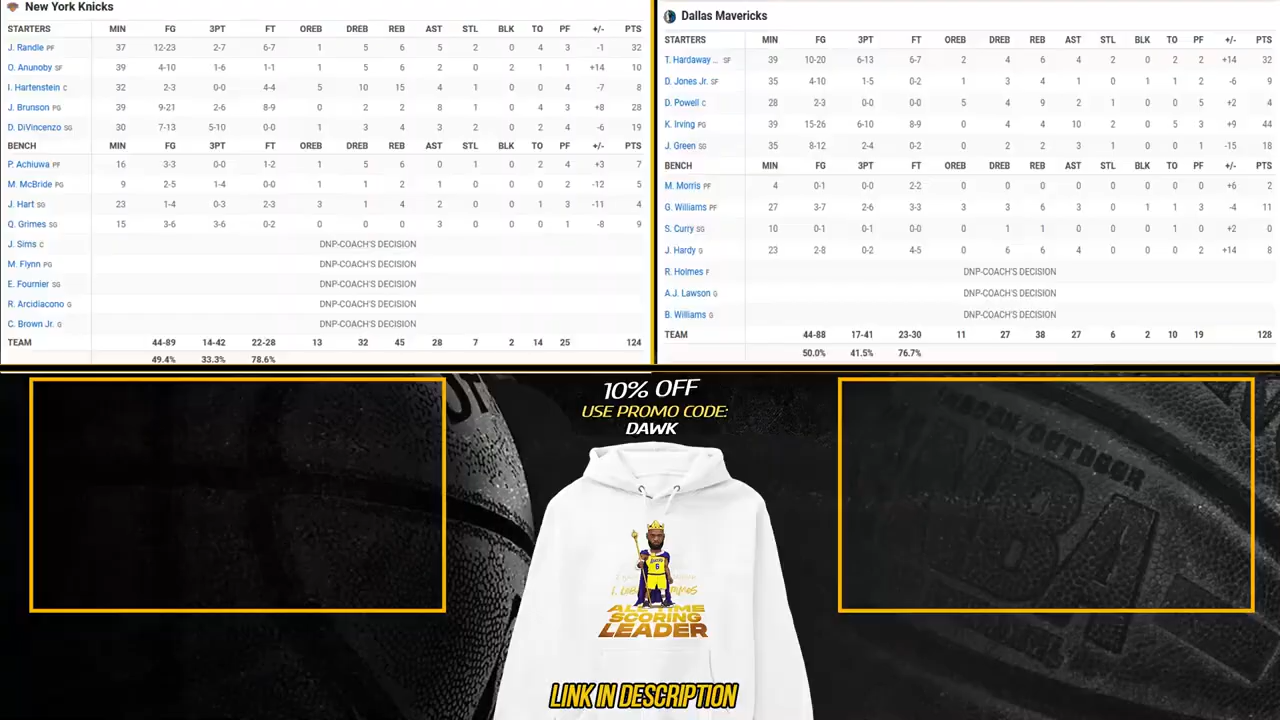 New York Knicks
STARTERS MIN FG 3PT FT OREB DREB REB AST STL BLK TO PF +/- PTS
J. Randle PF 37 12-23 2-7 6-7 1 5 6 5 2 0 4 3 -1 32
O. Anunoby SF 39 4-10 1-6 1-1 1 5 6 2 0 2 1 1 +14 10
I. Hartenstein C 32 2-3 0-0 4-4 5 10 15 4 1 0 0 4 -7 8
J. Brunson PG 39 9-21 2-6 8-9 0 2 2 8 1 0 4 3 +8 28
D. DiVincenzo SG 30 7-13 5-10 0-0 1 3 4 3 2 0 2 4 -6 19
BENCH MIN FG 3PT FT OREB DREB REB AST STL BLK TO PF +/- PTS
P. Achiuwa PF 16 3-3 0-0 1-2 1 5 6 0 1 0 2 4 +3 7
M. McBride PG 9 2-5 1-4 0-0 1 1 2 1 0 0 0 2 -12 5
J. Hart SG 23 1-4 0-3 2-3 3 1 4 2 0 0 1 3 -11 4
Q. Grimes SG 15 3-6 3-6 0-2 0 0 0 3 0 0 0 1 -8 9
J. Sims C DNP-COACH'S DECISION
M. Flynn PG DNP-COACH'S DECISION
E. Fournier SG DNP-COACH'S DECISION
R. Arcidiacono G DNP-COACH'S DECISION
C. Brown Jr. G DNP-COACH'S DECISION
TEAM 44-89 14-42 22-28 13 32 45 28 7 2 14 25 124
49.4% 33.3% 78.6%
Dallas Mavericks
STARTERS MIN FG 3PT FT OREB DREB REB AST STL BLK TO PF +/- PTS
T. Hardaway ... SF 39 10-20 6-13 6-7 2 4 6 4 2 0 2 2 +14 32
D. Jones Jr. SF 35 4-10 1-5 0-2 1 3 4 1 0 1 1 2 -6 9
D. Powell C 28 2-3 0-0 0-0 5 4 9 2 1 0 0 5 +2 4
K. Irving PG 39 15-26 6-10 8-9 0 4 4 10 2 0 5 3 +9 44
J. Green SG 35 8-12 2-4 0-2 0 2 2 3 1 0 0 1 -15 18
BENCH MIN FG 3PT FT OREB DREB REB AST STL BLK TO PF +/- PTS
M. Morris PF 4 0-1 0-0 2-2 0 0 0 0 0 0 0 0 +6 2
G. Williams PF 27 3-7 2-6 3-3 3 3 6 3 0 1 1 3 -4 11
S. Curry SG 10 0-1 0-1 0-0 0 1 1 0 0 0 1 0 +2 0
J. Hardy G 23 2-8 0-2 4-5 0 6 6 4 0 0 0 2 +14 8
R. Holmes F DNP-COACH'S DECISION
A.J. Lawson G DNP-COACH'S DECISION
B. Williams G DNP-COACH'S DECISION
TEAM 44-88 17-41 23-30 11 27 38 27 6 2 10 19 128
50.0% 41.5% 76.7%
10% OFF
USE PROMO CODE:
DAWK
ALL TIME
SCORING
LEADER
LINK IN DESCRIPTION
INDOOR/OUTDOOR